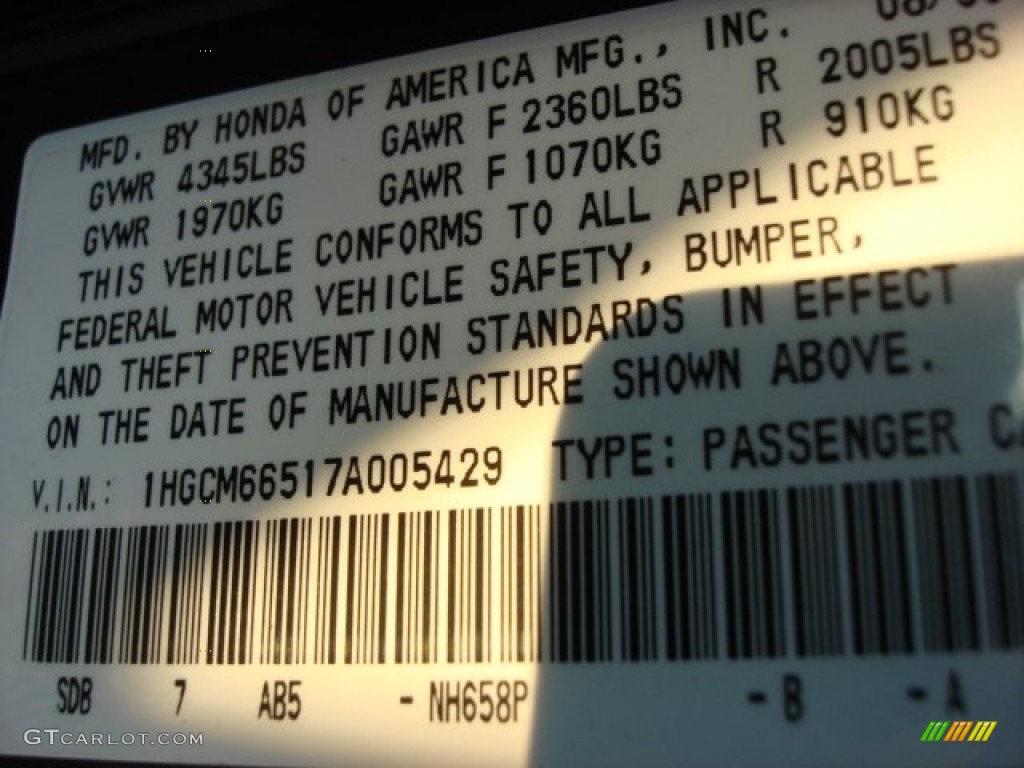 MFD. BY HONDA OF AMERICA MFG., INC.
GVWR 4345LBS GAWR F 2360LBS R 2005LBS
GVWR 1970KG GAWR F 1070KG R 910KG
THIS VEHICLE CONFORMS TO ALL APPLICABLE
FEDERAL MOTOR VEHICLE SAFETY, BUMPER,
AND THEFT PREVENTION STANDARDS IN EFFECT
ON THE DATE OF MANUFACTURE SHOWN ABOVE.
V.I.N.: 1HGCM66517A005429 TYPE: PASSENGER
SDB 7 AB5 - NH658P - B - A
GTCARLOT.COM